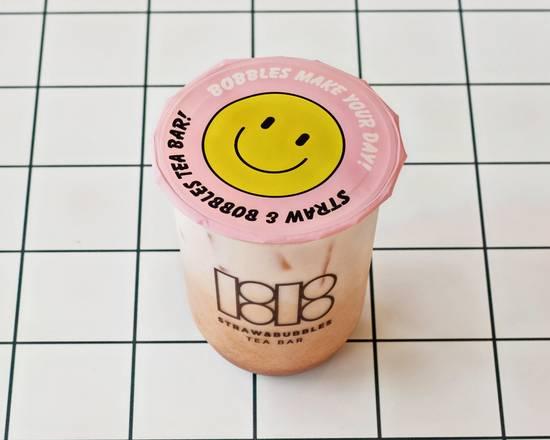 BOBBLES MAKE YOUR DAY!
STRAW & BOBBLES TEA BAR!
STRAW&BUBBLES
TEA BAR